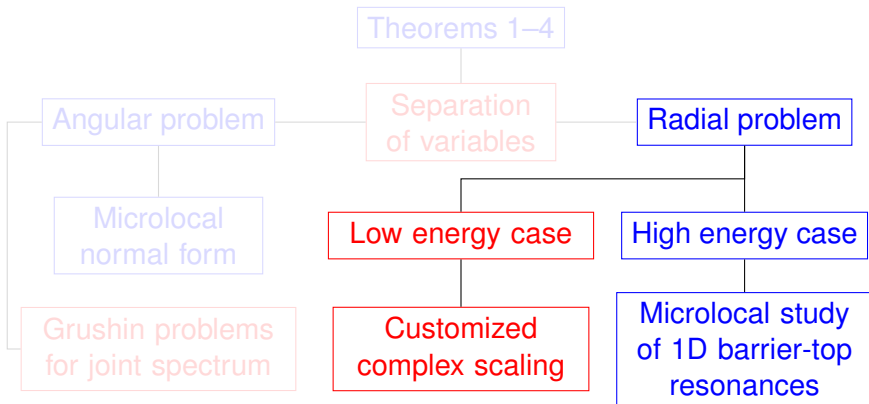 Theorems 1–4
Separation
of variables
Angular problem
Radial problem
Microlocal
normal form
Low energy case
High energy case
Grushin problems
for joint spectrum
Customized
complex scaling
Microlocal study
of 1D barrier-top
resonances